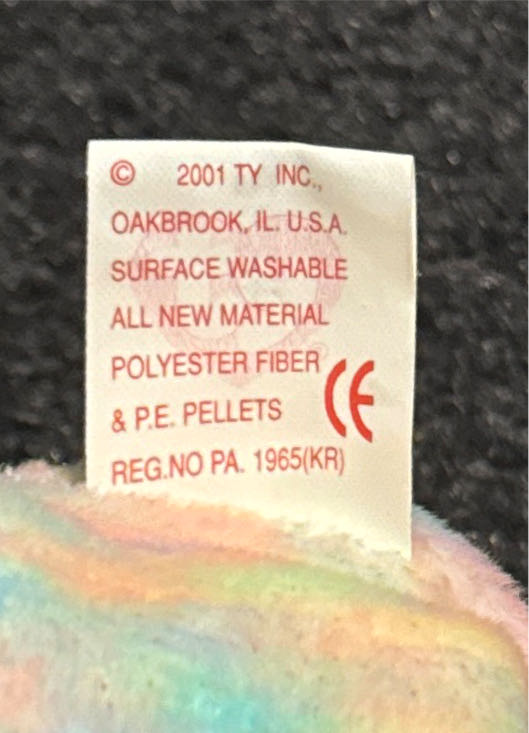 © 2001 TY INC.,
OAKBROOK, IL. U.S.A.
SURFACE WASHABLE
ALL NEW MATERIAL
POLYESTER FIBER
& P.E. PELLETS CE
REG.NO PA. 1965(KR)